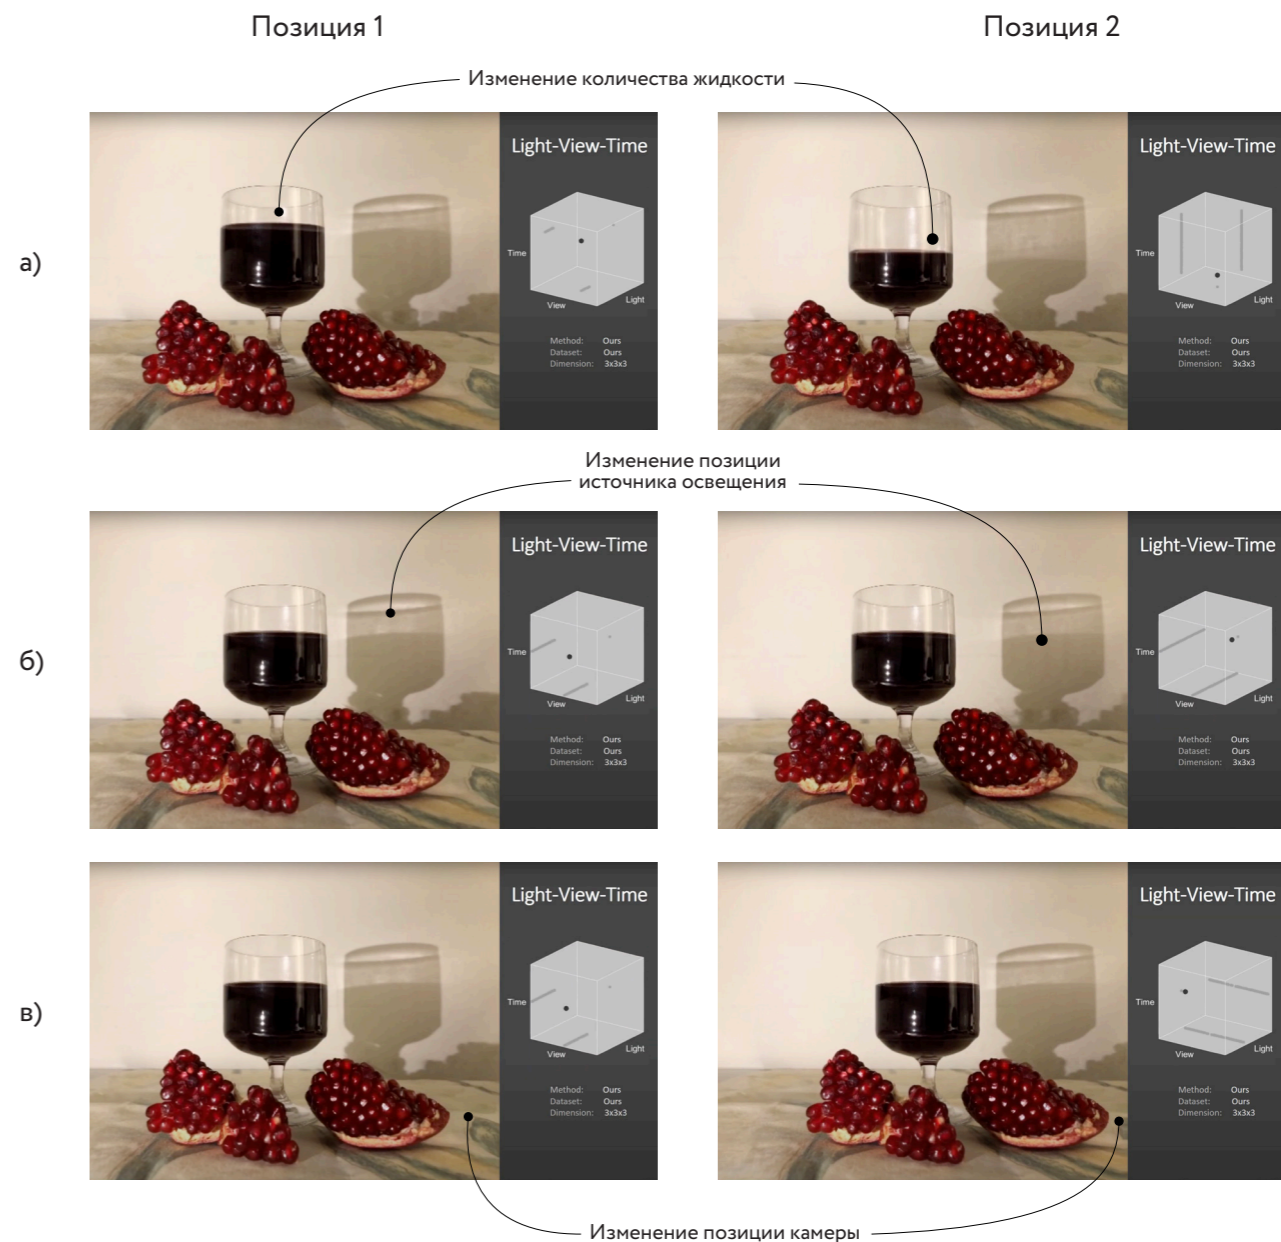 Позиция 1
Позиция 2
Изменение количества жидкости
а)
Light-View-Time
Time
View
Light
Method: Ours
Dataset: Ours
Dimension: 3x3x3
Light-View-Time
Time
View
Light
Method: Ours
Dataset: Ours
Dimension: 3x3x3
Изменение позиции
источника освещения
б)
Light-View-Time
Time
View
Light
Method: Ours
Dataset: Ours
Dimension: 3x3x3
Light-View-Time
Time
View
Light
Method: Ours
Dataset: Ours
Dimension: 3x3x3
в)
Light-View-Time
Time
View
Light
Method: Ours
Dataset: Ours
Dimension: 3x3x3
Light-View-Time
Time
View
Light
Method: Ours
Dataset: Ours
Dimension: 3x3x3
Изменение позиции камеры